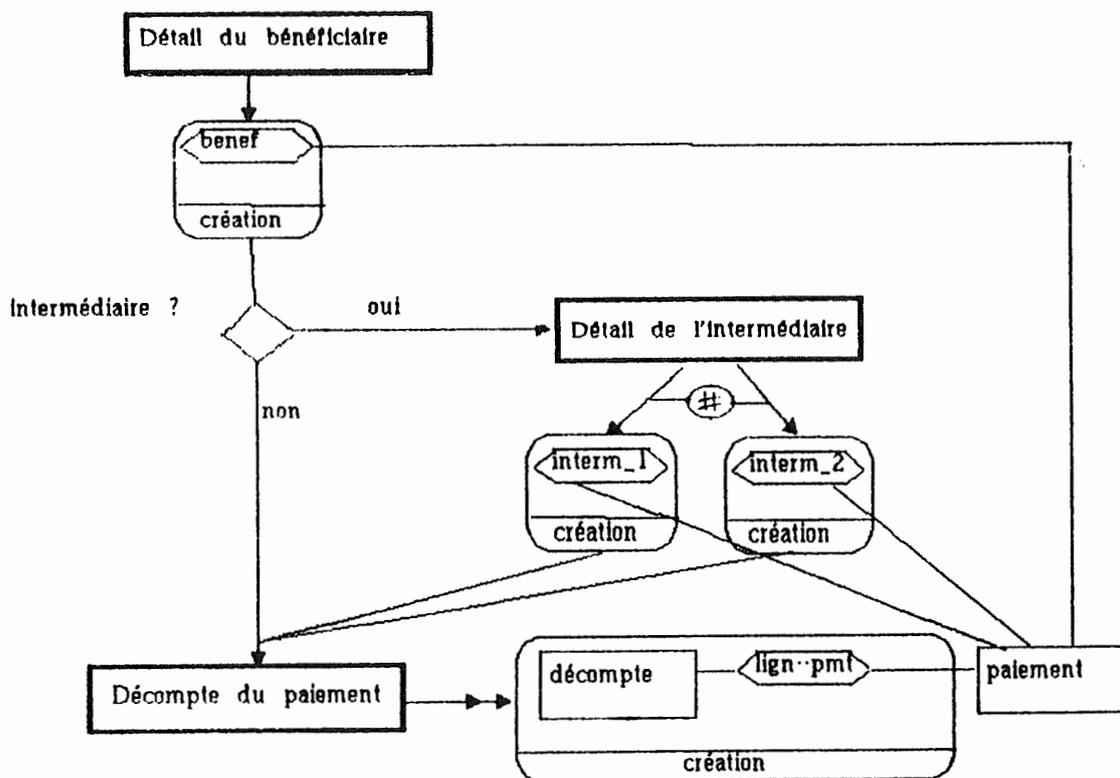 Détail du bénéficiaire
benef
création
Intermédiaire ?
oui
Détail de l'intermédiaire
non
#
interm_1
interm_2
création
création
décompte
lign--pmt
paiement
Décompte du paiement
création